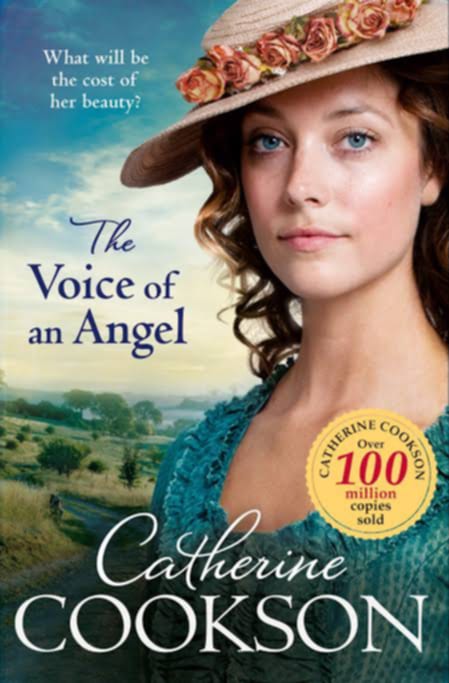 What will be
the cost of
her beauty?
The
Voice of
an Angel
CATHERINE COOKSON
Over
100
million
copies
sold
Catherine
COOKSON